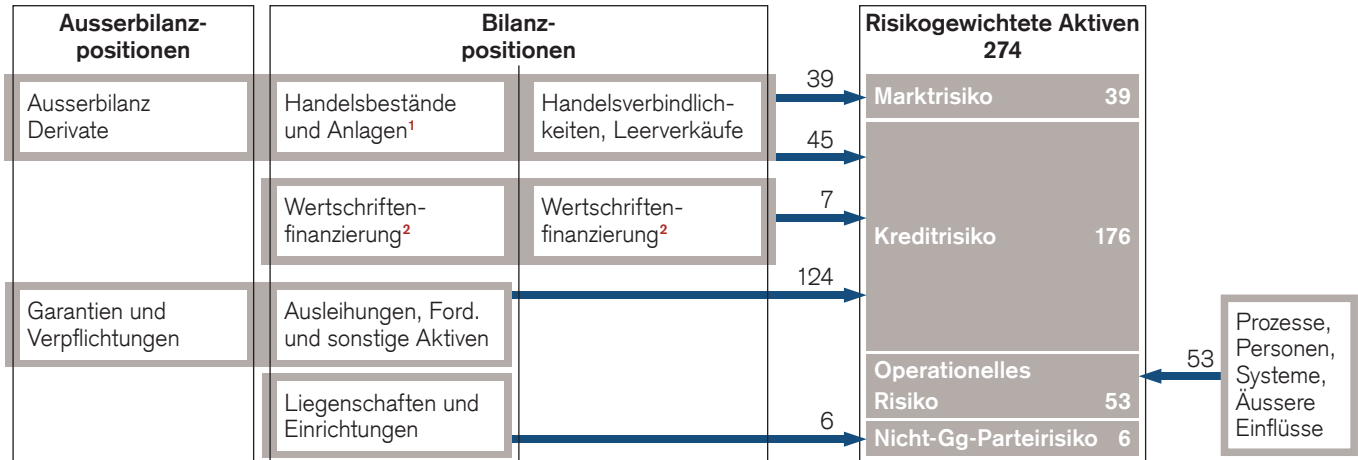 Ausserbilanz-
positionen
Bilanz-
positionen
Risikogewichtete Aktiven
274
Ausserbilanz
Derivate
Handelsbestände
und Anlagen¹
Handelsverbindlich-
keiten, Leerverkäufe
39
45
Marktrisiko 39
Wertschriften-
finanzierung²
Wertschriften-
finanzierung²
7
Kreditrisiko 176
Garantien und
Verpflichtungen
Ausleihungen, Ford.
und sonstige Aktiven
124
Liegenschaften und
Einrichtungen
6
Operationelles
Risiko 53
Nicht-Gg-Parteirisiko 6
53
Prozesse,
Personen,
Systeme,
Äussere
Einflüsse